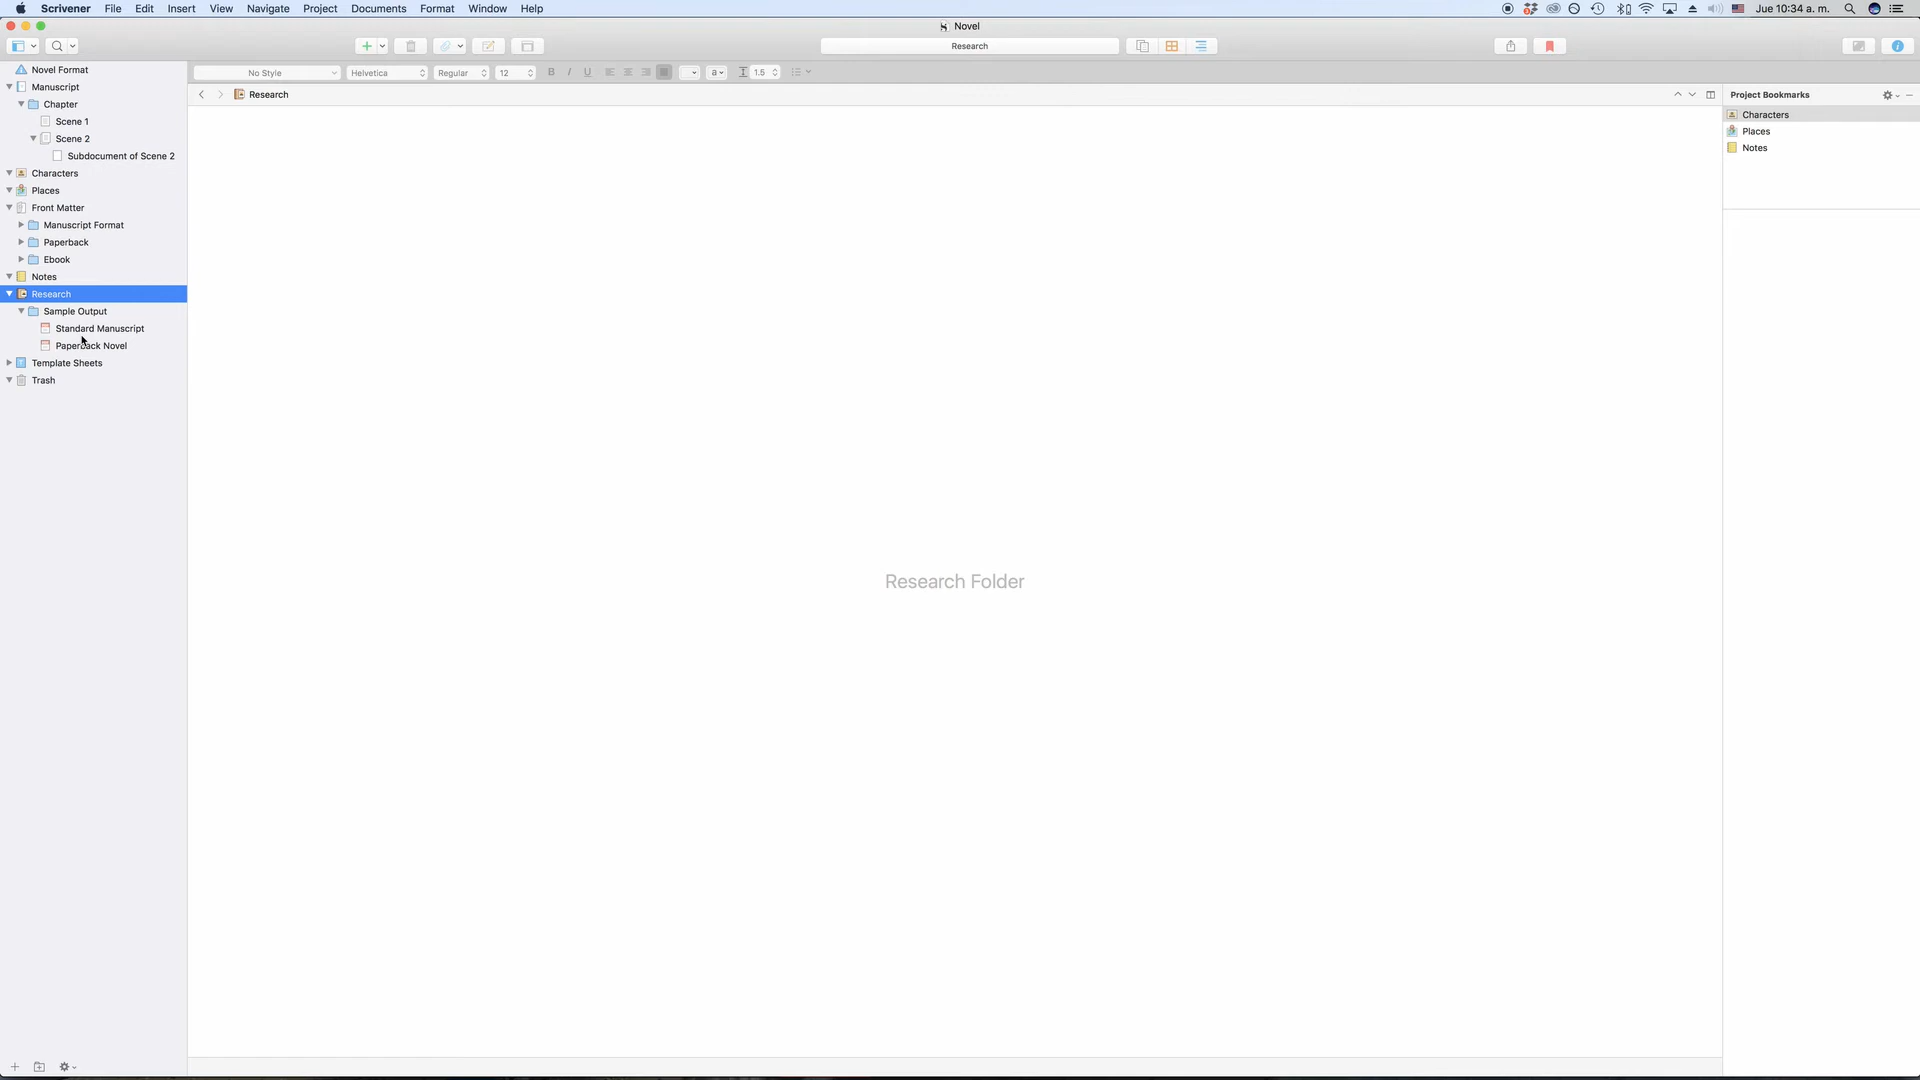 Scrivener File Edit Insert View Navigate Project Documents Format Window Help Jue 10:34 a. m.
Novel
Research
No Style Helvetica Regular 12 B I U a 1.5
Research
Project Bookmarks
Novel Format
Manuscript
Chapter
Scene 1
Scene 2
Subdocument of Scene 2
Characters
Places
Front Matter
Manuscript Format
Paperback
Ebook
Notes
Research
Sample Output
Standard Manuscript
Paperback Novel
Template Sheets
Trash
Research Folder
Characters
Places
Notes